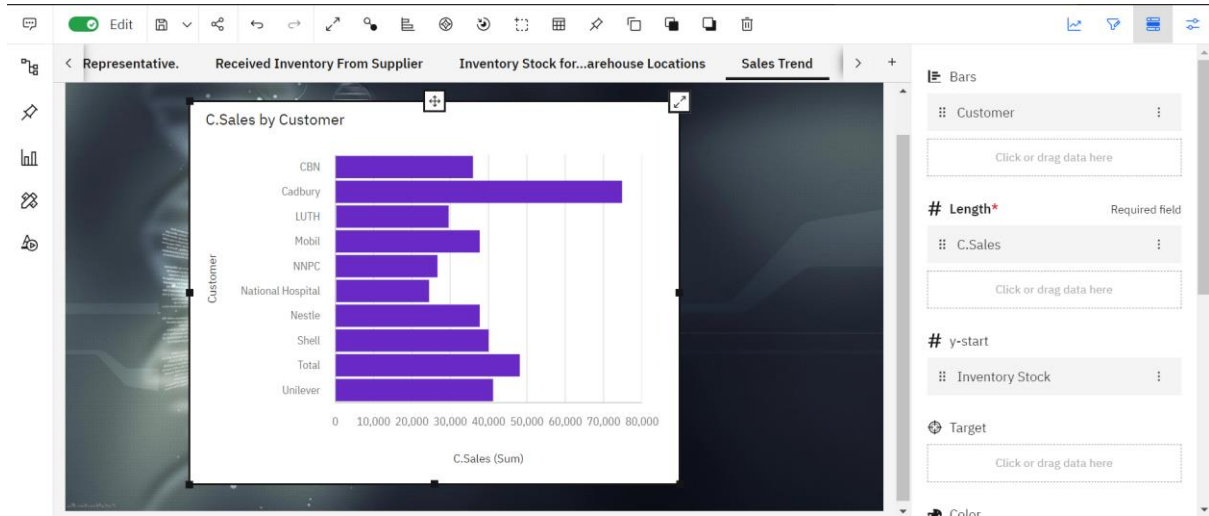 Edit
Representative. Received Inventory From Supplier Inventory Stock for...arehouse Locations Sales Trend
C.Sales by Customer
Customer
CBN
Cadbury
LUTH
Mobil
NNPC
National Hospital
Nestle
Shell
Total
Unilever
0 10,000 20,000 30,000 40,000 50,000 60,000 70,000 80,000
C.Sales (Sum)
Bars
Customer
Click or drag data here
# Length* Required field
C.Sales
Click or drag data here
# y-start
Inventory Stock
Target
Click or drag data here
Color